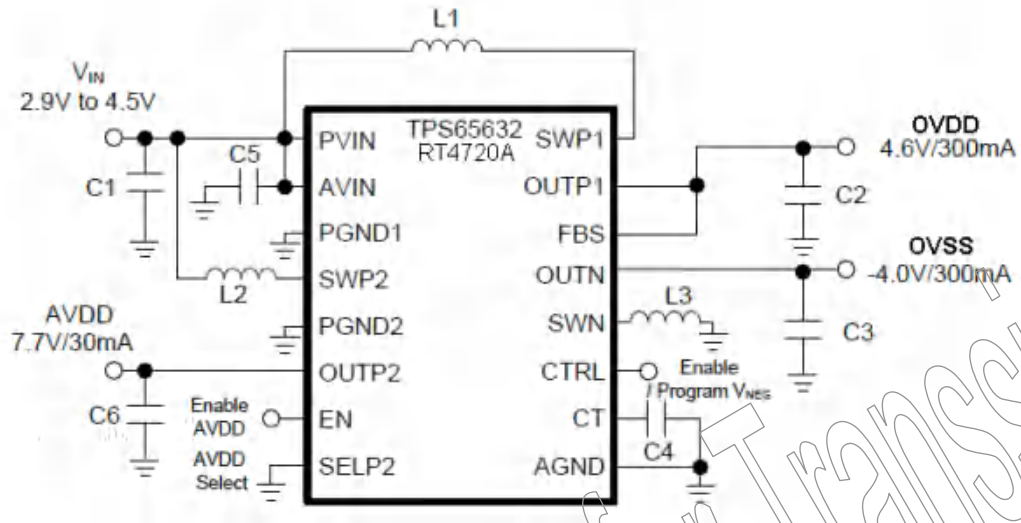 L1
VIN
2.9V to 4.5V
C1
C5
TPS65632
RT4720A
PVIN
AVIN
PGND1
SWP2
PGND2
OUTP2
EN
SELP2
SWP1
OUTP1
FBS
OUTN
SWN
CTRL
CT
AGND
L2
AVDD
7.7V/30mA
C6
Enable
AVDD
AVDD
Select
OVDD
4.6V/300mA
C2
OVSS
-4.0V/300mA
C3
L3
Enable
/ Program VNEG
C4